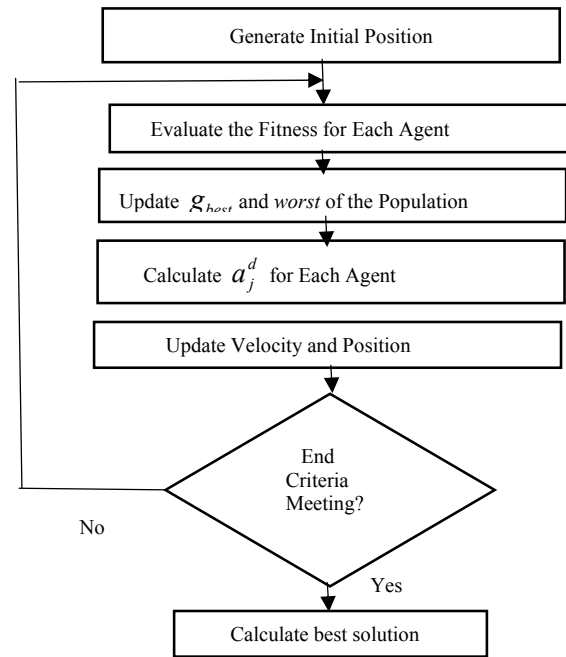 Generate Initial Position
Evaluate the Fitness for Each Agent
Update g_best and worst of the Population
Calculate a_j^d for Each Agent
Update Velocity and Position
End
Criteria
Meeting?
No
Yes
Calculate best solution